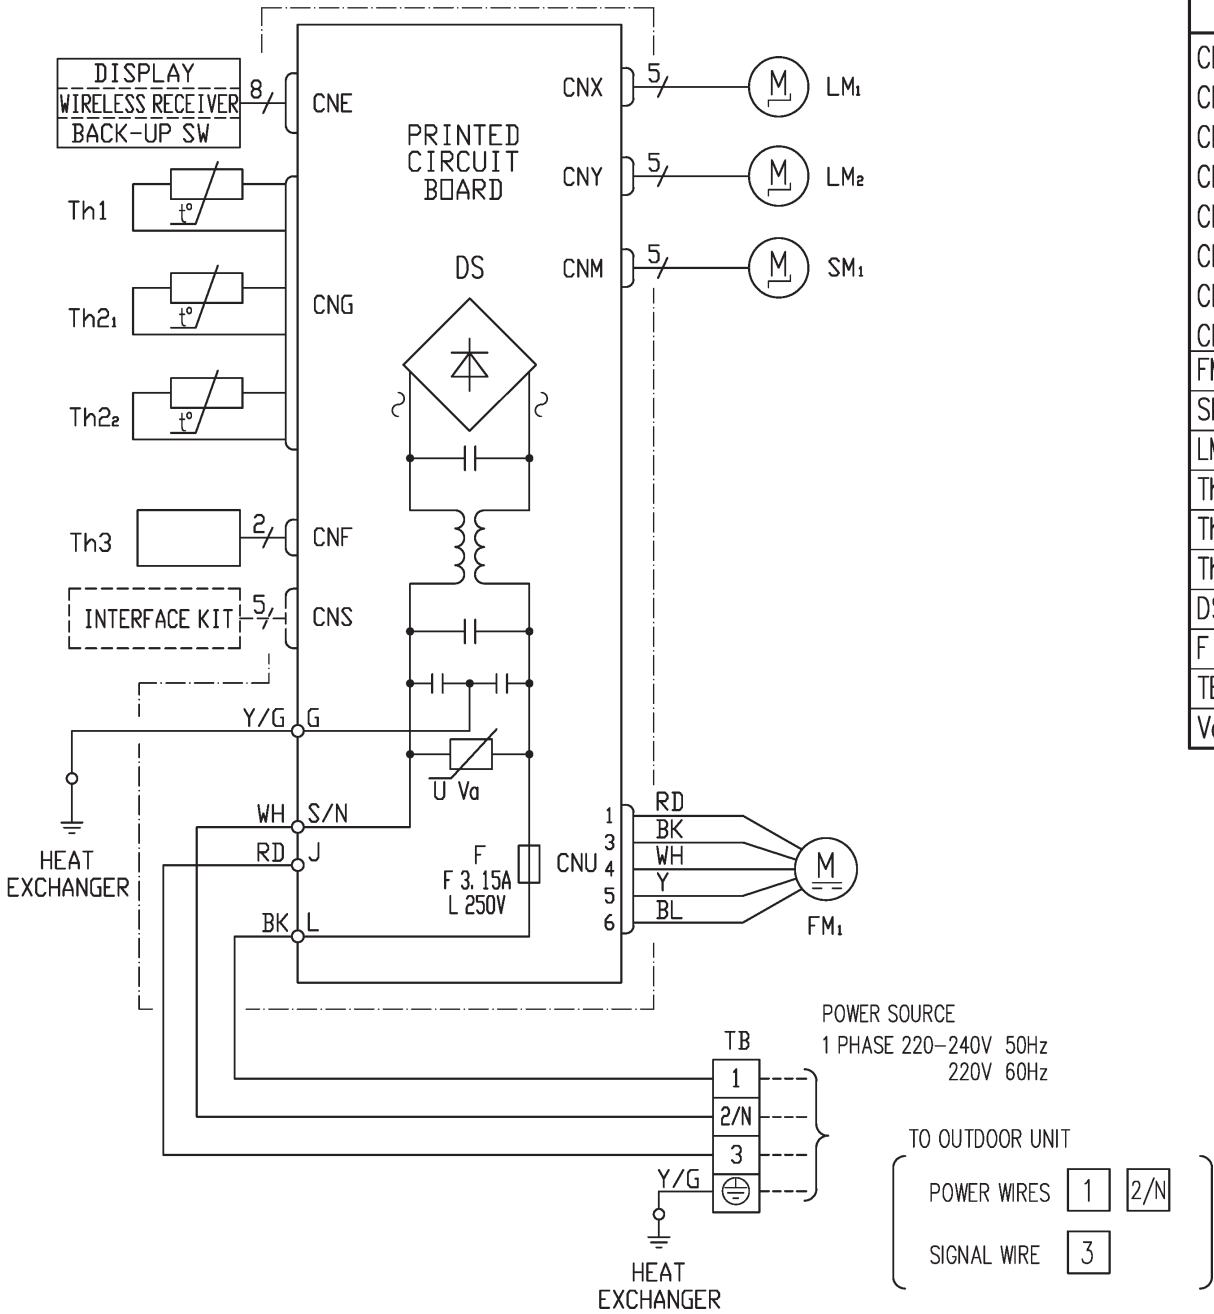 DISPLAY
WIRELESS RECEIVER
BACK-UP SW
8
CNE
PRINTED
CIRCUIT
BOARD
CNX
5
M
LM1
CNY
5
M
LM2
CNM
5
M
SM1
Th1
t°
Th21
t°
CNG
Th22
t°
DS
Th3
2
CNF
INTERFACE KIT
5
CNS
Y/G
G
U Va
WH
S/N
RD
J
HEAT
EXCHANGER
F
F 3.15A
L 250V
BK
L
CNU
1
3
4
5
6
RD
BK
WH
Y
BL
M
FM1
POWER SOURCE
1 PHASE 220-240V 50Hz
220V 60Hz
TB
1
2/N
3
Y/G
HEAT
EXCHANGER
TO OUTDOOR UNIT
POWER WIRES 1 2/N
SIGNAL WIRE 3
F